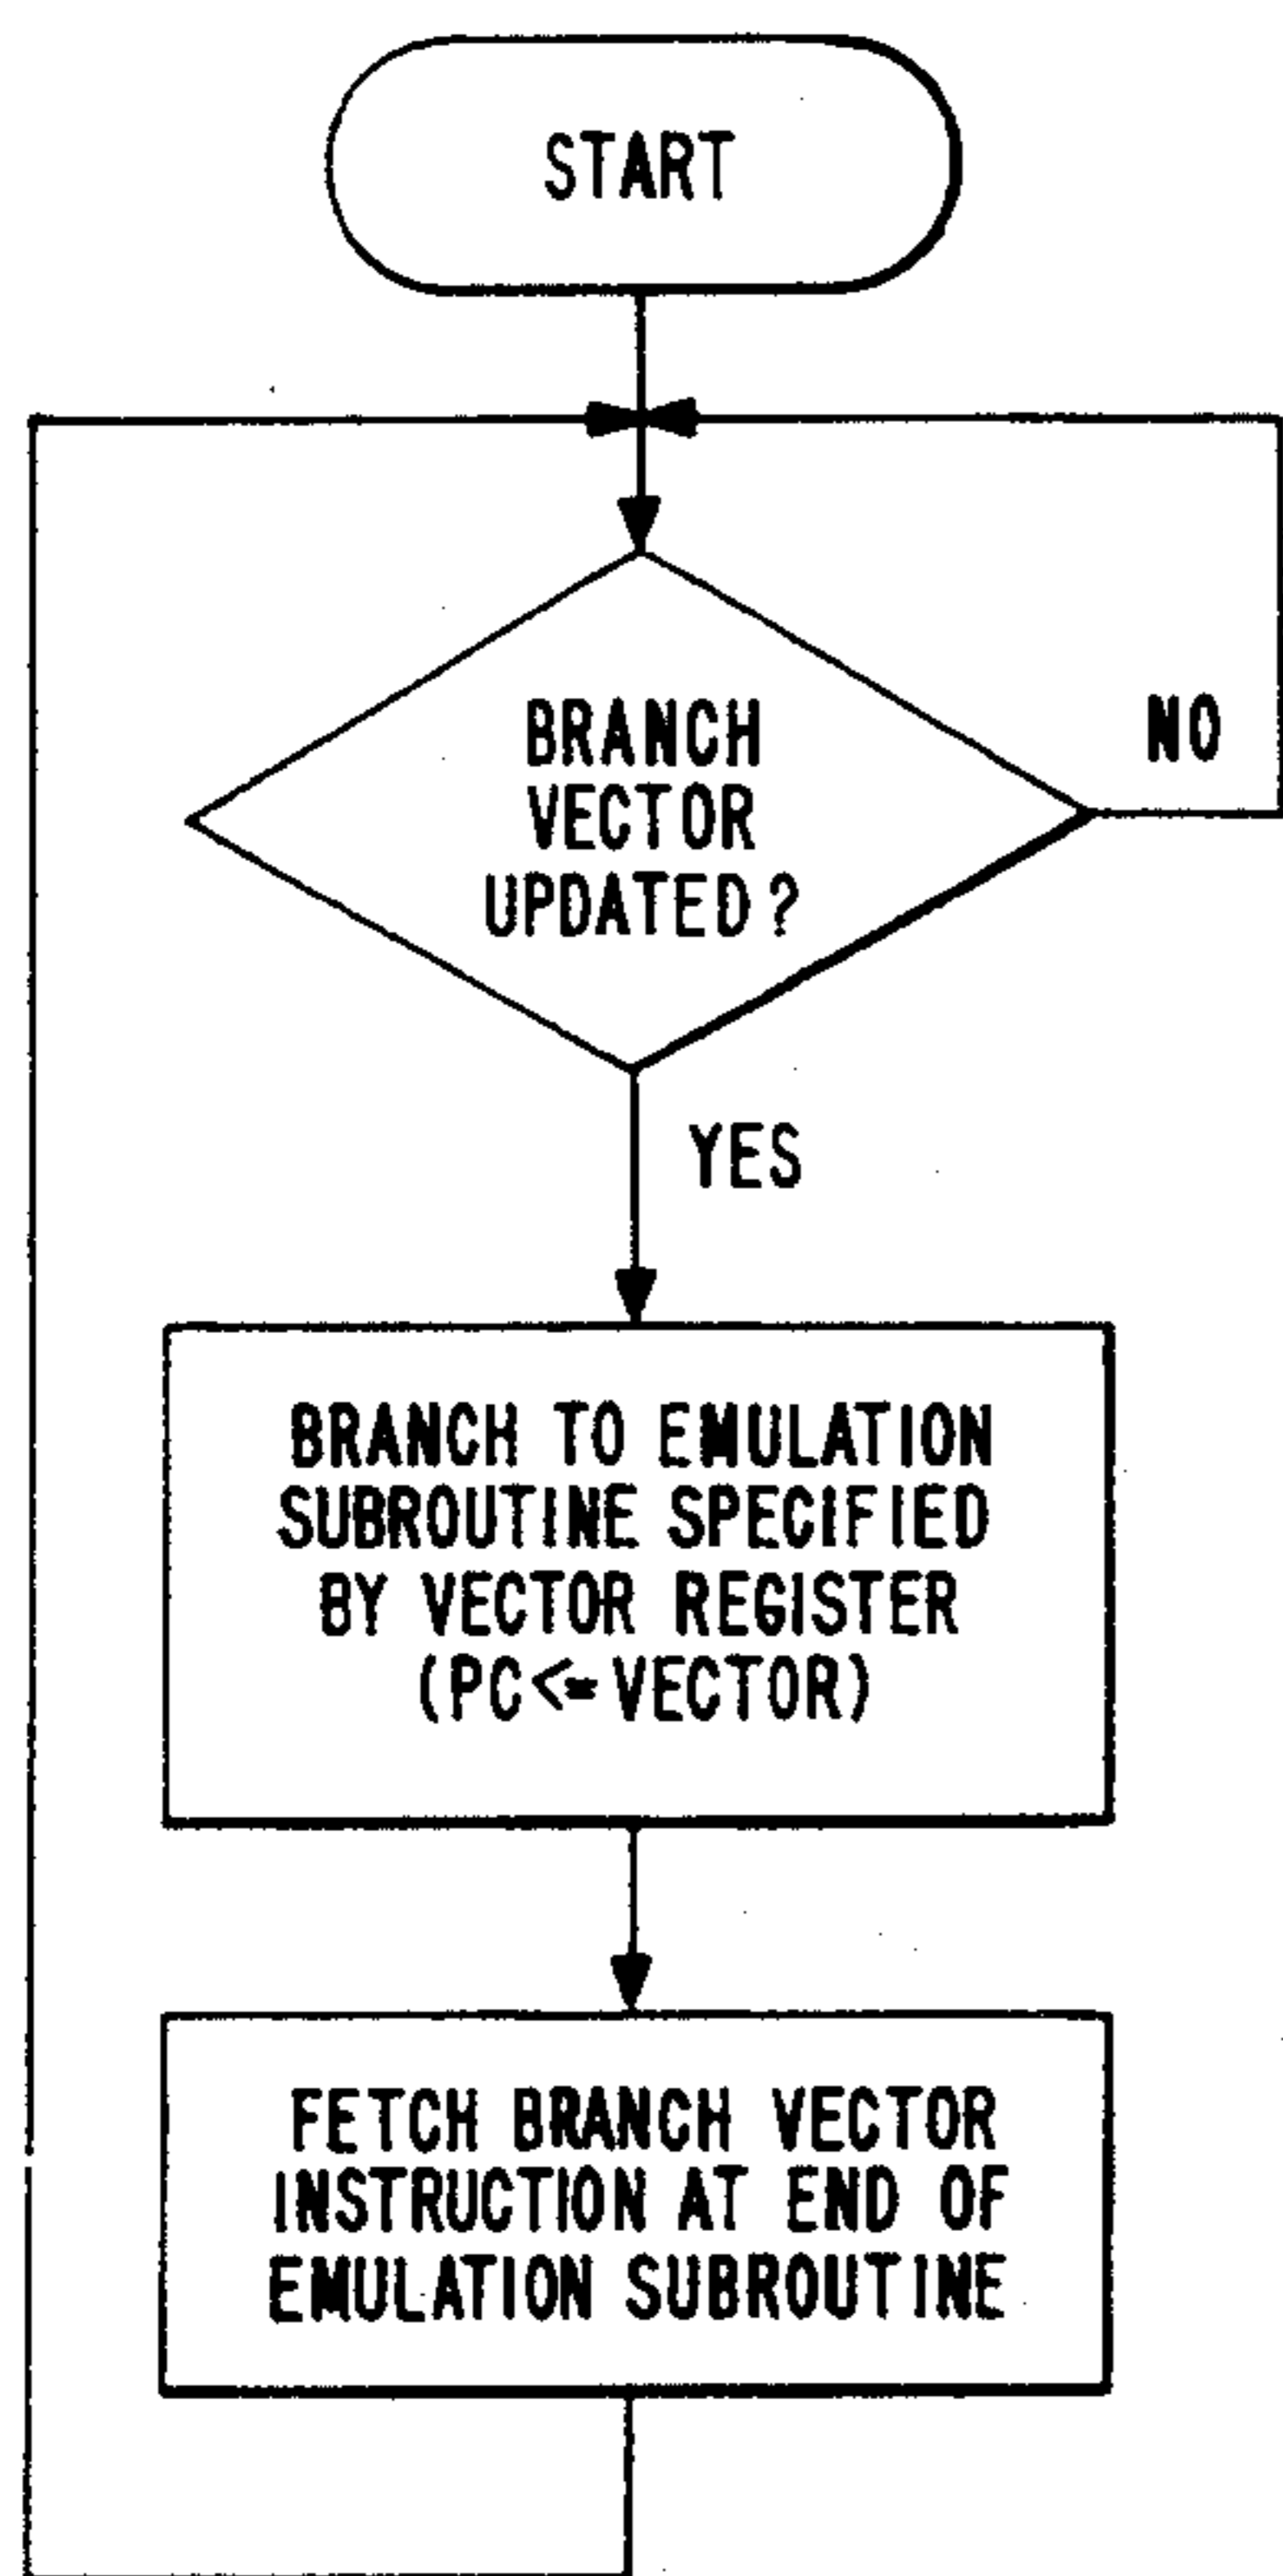 START
BRANCH
VECTOR
UPDATED?
NO
YES
BRANCH TO EMULATION
SUBROUTINE SPECIFIED
BY VECTOR REGISTER
(PC<=VECTOR)
FETCH BRANCH VECTOR
INSTRUCTION AT END OF
EMULATION SUBROUTINE